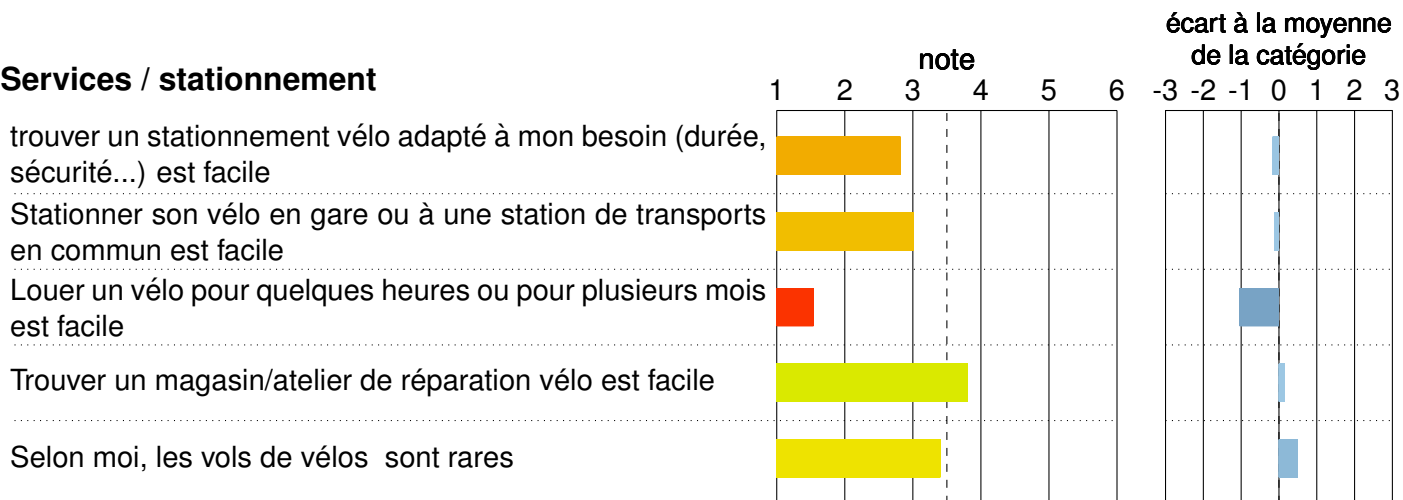 écart à la moyenne
note de la catégorie
Services / stationnement
1 2 3 4 5 6 -3 -2 -1 0 1 2 3
trouver un stationnement vélo adapté à mon besoin (durée,
sécurité...) est facile
Stationner son vélo en gare ou à une station de transports
en commun est facile
Louer un vélo pour quelques heures ou pour plusieurs mois
est facile
Trouver un magasin/atelier de réparation vélo est facile
Selon moi, les vols de vélos sont rares